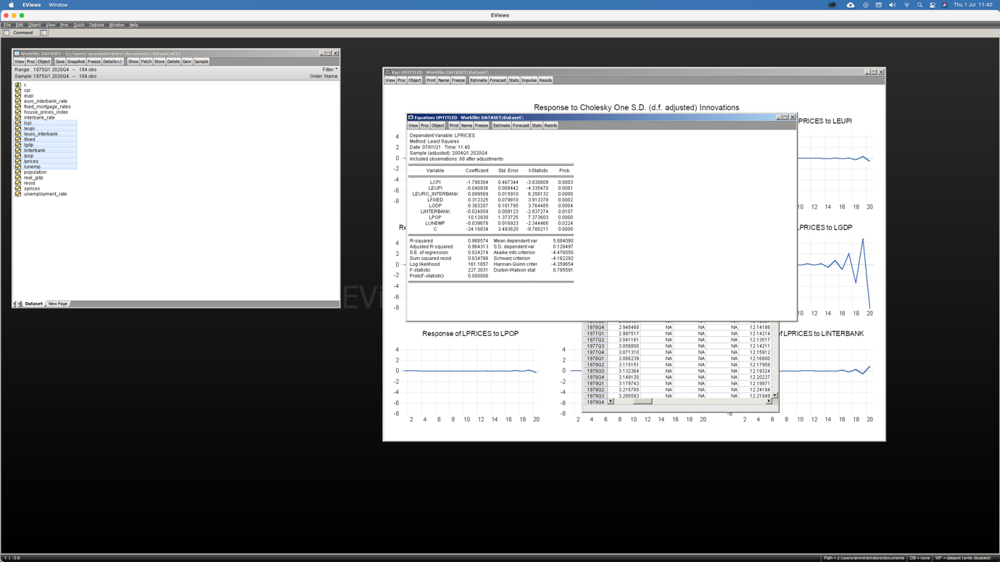 EViews Window Thu 1 Jul 11:40
EViews
File Edit Object View Proc Quick Options Window Help
Command
Workfile: DATASET - (z:\users\amministratore\documents\dataset.wf1)
View Proc Object Save Snapshot Freeze Details+/- Show Fetch Store Delete Genr Sample
Range: 1975Q1 2020Q4 -- 184 obs Filter: *
Sample: 1975Q1 2020Q4 -- 184 obs Order: Name
c
cpi
eupi
euro_interbank_rate
fixed_mortgage_rates
house_prices_index
interbank_rate
lcpi
leupi
leuro_interbank
lfixed
lgdp
linterbank
lpop
lprices
lunemp
population
real_gdp
resid
sprices
unemployment_rate
Dataset New Page
EVi
Var: UNTITLED Workfile: DATASET::Dataset\
View Proc Object Print Name Freeze Estimate Forecast Stats Impulse Resids
Response to Cholesky One S.D. (d.f. adjusted) Innovations
PRICES to LEUPI
4
2
0
-2
-4
-6
-8
10 12 14 16 18 20
Re
PRICES to LGDP
4
2
0
-2
-4
-6
-8
10 12 14 16 18 20
Equation: UNTITLED Workfile: DATASET::Dataset\
View Proc Object Print Name Freeze Estimate Forecast Stats Resids
Dependent Variable: LPRICES
Method: Least Squares
Date: 07/01/21 Time: 11:40
Sample (adjusted): 2004Q1 2020Q4
Included observations: 68 after adjustments
Variable Coefficient Std. Error t-Statistic Prob.
LCPI -1.790304 0.467344 -3.830809 0.0003
LEUPI -0.040936 0.009442 -4.335470 0.0001
LEURO_INTERBANK 0.099569 0.015910 6.258132 0.0000
LFIXED 0.312325 0.079810 3.913378 0.0002
LGDP 0.383207 0.101795 3.764485 0.0004
LINTERBANK -0.024059 0.009123 -2.637274 0.0107
LPOP 10.12930 1.373725 7.373603 0.0000
LUNEMP -0.039676 0.016923 -2.344468 0.0224
C -34.16834 3.493620 -9.780211 0.0000
R-squared 0.968574 Mean dependent var 5.884090
Adjusted R-squared 0.964313 S.D. dependent var 0.128497
S.E. of regression 0.024274 Akaike info criterion -4.476050
Sum squared resid 0.034766 Schwarz criterion -4.182292
Log likelihood 161.1857 Hannan-Quinn criter. -4.359654
F-statistic 227.3031 Durbin-Watson stat 0.785591
Prob(F-statistic) 0.000000
1976Q4 2.948468 NA NA NA 12.14186
1977Q1 2.997517 NA NA NA 12.14214
1977Q2 3.041161 NA NA NA 12.13517
1977Q3 3.056800 NA NA NA 12.14211
1977Q4 3.071310 NA NA NA 12.15912
1978Q1 3.088239 NA NA NA 12.16800
1978Q2 3.115151 NA NA NA 12.17958
1978Q3 3.132364 NA NA NA 12.19324
1978Q4 3.149120 NA NA NA 12.20227
1979Q1 3.179743 NA NA NA 12.19871
1979Q2 3.215785 NA NA NA 12.24194
1979Q3 3.280593 NA NA NA 12.21949
1979Q4
Response of LPRICES to LPOP
4
2
0
-2
-4
-6
-8
2 4 6 8 10 12 14 16 18 20
4
2
0
-2
-4
-6
-8
2 4 6 8 10 12 14 16 18 20
f LPRICES to LINTERBANK
-8
2 4 6 8 10 12 14 16 18 20
1 | -5.6 Path = z:\users\amministratore\documents DB = none WF = dataset (write disabled)